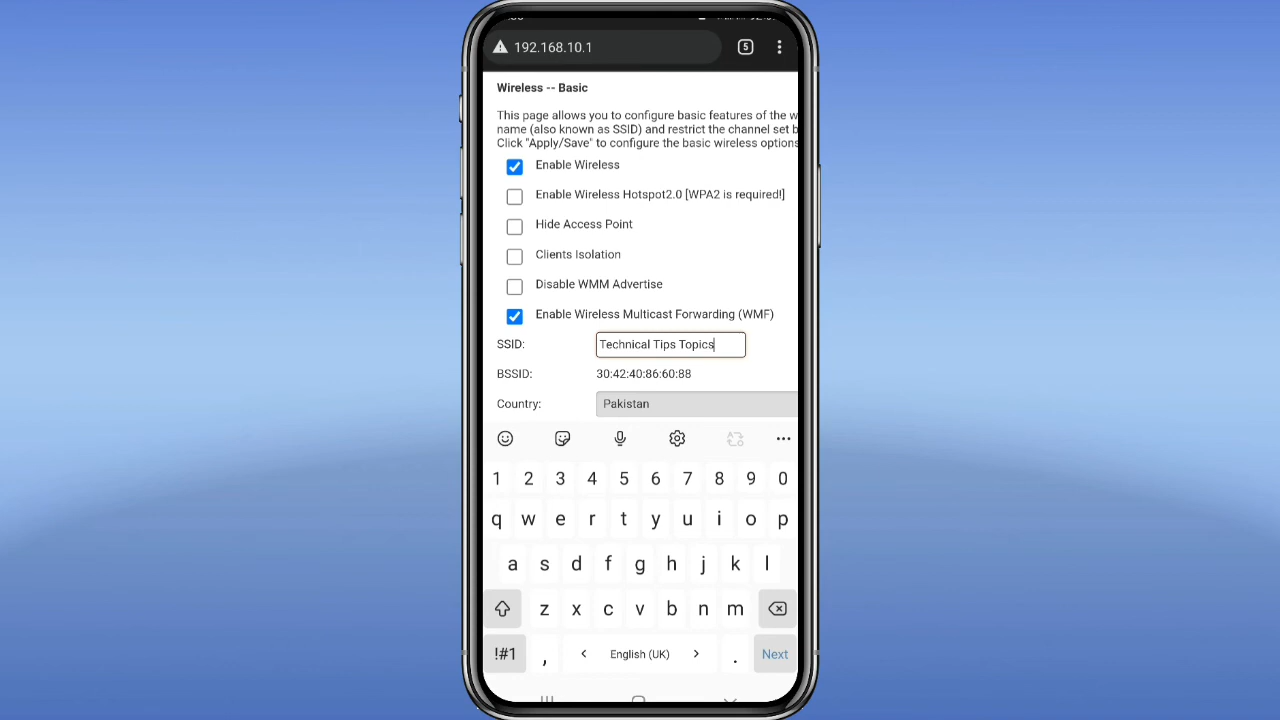 192.168.10.1
5
Wireless -- Basic
This page allows you to configure basic features of the w
name (also known as SSID) and restrict the channel set b
Click "Apply/Save" to configure the basic wireless options
Enable Wireless
Enable Wireless Hotspot2.0 [WPA2 is required!]
Hide Access Point
Clients Isolation
Disable WMM Advertise
Enable Wireless Multicast Forwarding (WMF)
SSID: Technical Tips Topics
BSSID: 30:42:40:86:60:88
Country: Pakistan
1 2 3 4 5 6 7 8 9 0
q w e r t y u i o p
a s d f g h j k l
z x c v b n m
!#1 , < English (UK) > . Next